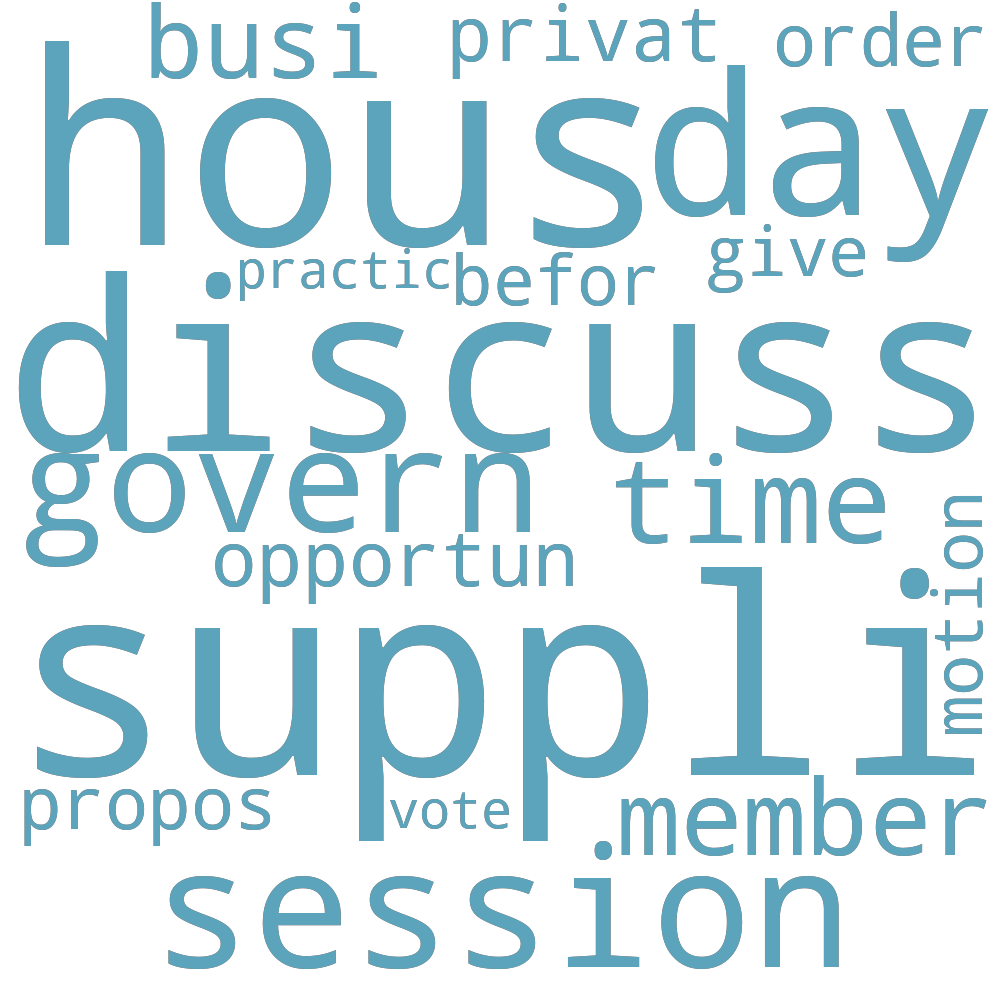 busi privat order
hous day
practic befor give
discuss
govern time
opportun
motion
suppli
propos vote member
session